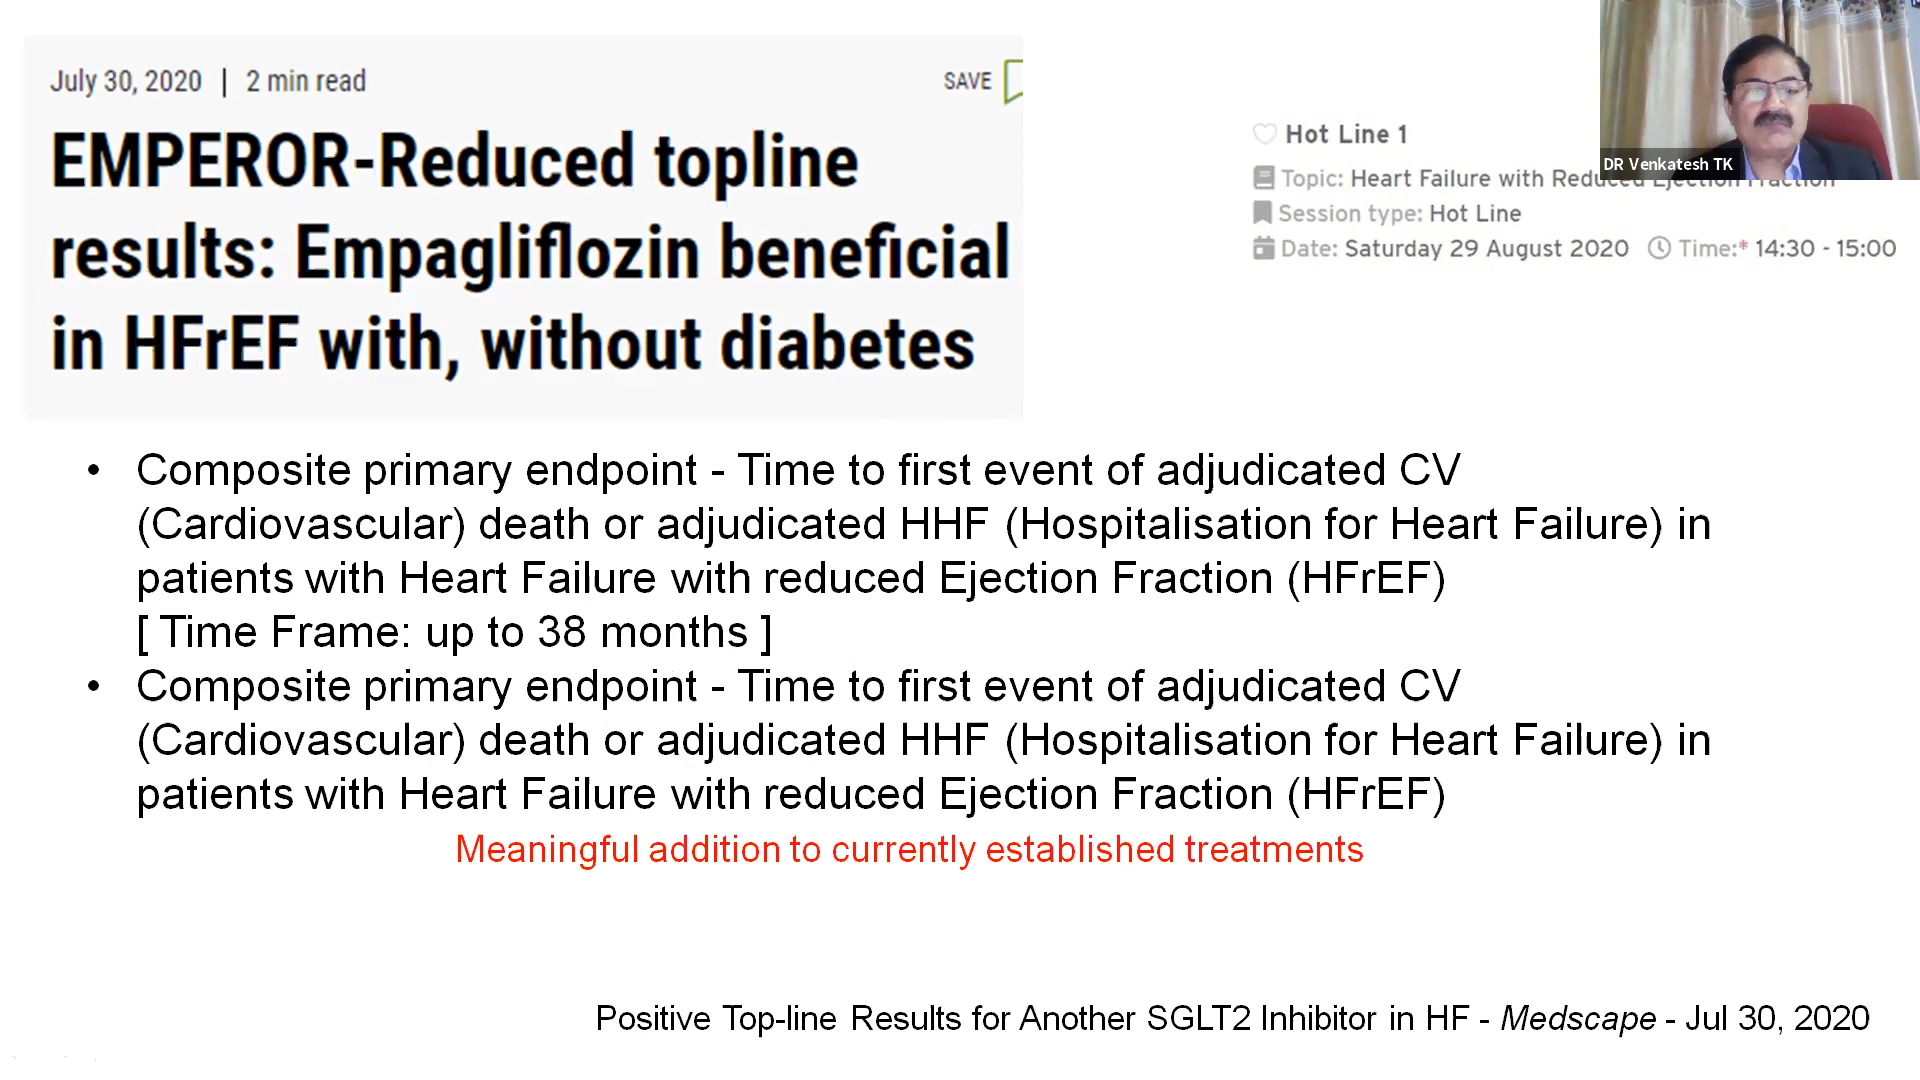 July 30, 2020 | 2 min read
SAVE
EMPEROR-Reduced topline
results: Empagliflozin beneficial
in HFrEF with, without diabetes
Hot Line 1
Topic: Heart Failure with Reduced Ejection Fraction
Session type: Hot Line
Date: Saturday 29 August 2020 Time:* 14:30 - 15:00
DR Venkatesh TK
• Composite primary endpoint - Time to first event of adjudicated CV
(Cardiovascular) death or adjudicated HHF (Hospitalisation for Heart Failure) in
patients with Heart Failure with reduced Ejection Fraction (HFrEF)
[ Time Frame: up to 38 months ]
• Composite primary endpoint - Time to first event of adjudicated CV
(Cardiovascular) death or adjudicated HHF (Hospitalisation for Heart Failure) in
patients with Heart Failure with reduced Ejection Fraction (HFrEF)
Meaningful addition to currently established treatments
Positive Top-line Results for Another SGLT2 Inhibitor in HF - Medscape - Jul 30, 2020